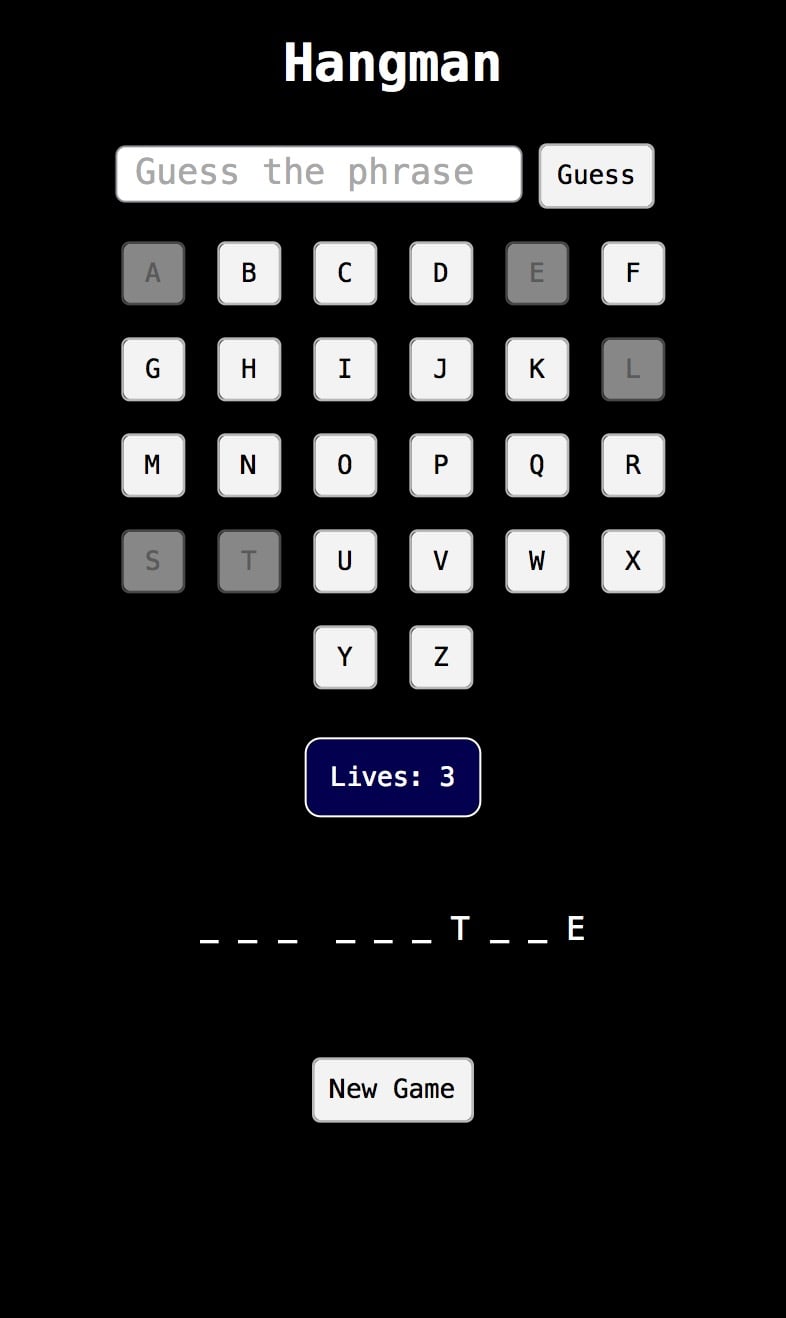 Hangman
Guess the phrase Guess
A B C D E F
G H I J K L
M N O P Q R
S T U V W X
Y Z
Lives: 3
_ _ _  _ _ _ T _ _ E
New Game